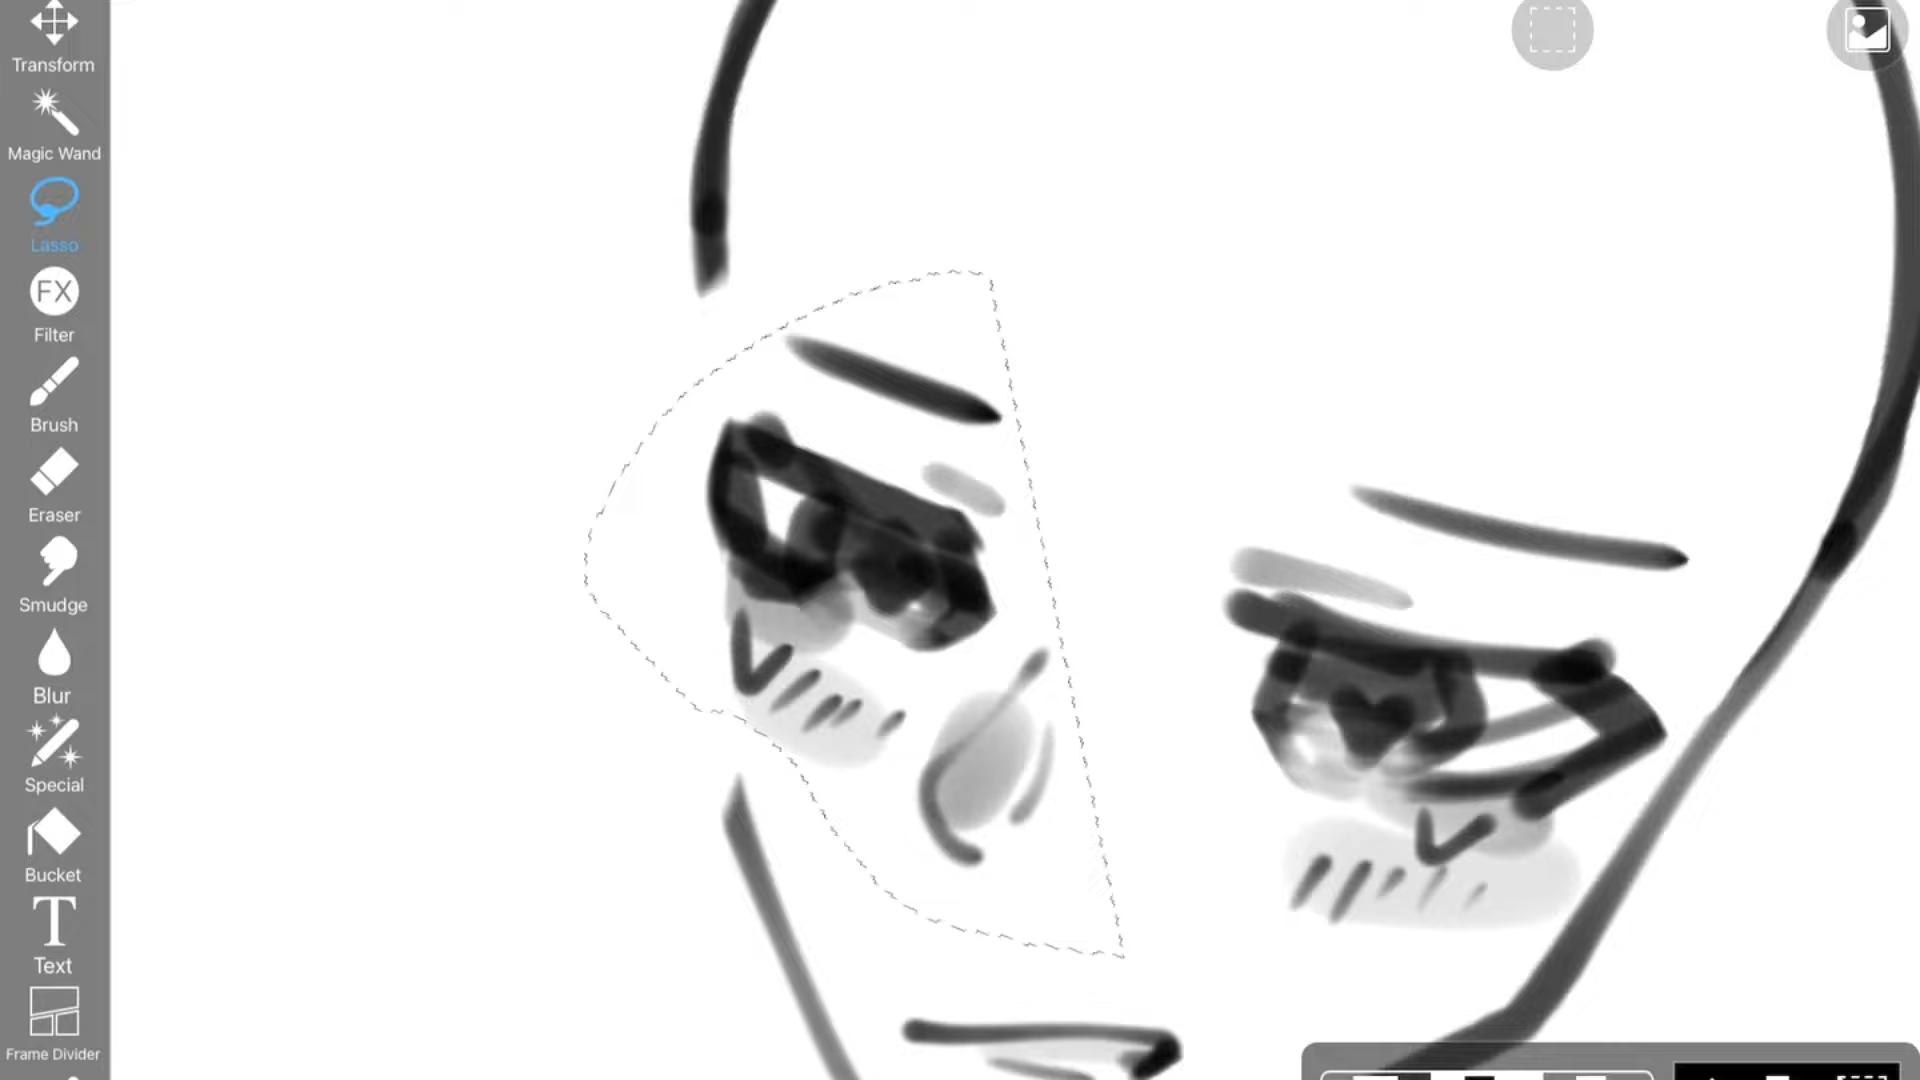 Transform
Magic Wand
Lasso
FX
Filter
Brush
Eraser
Smudge
Blur
Special
Bucket
T
Text
Frame Divider